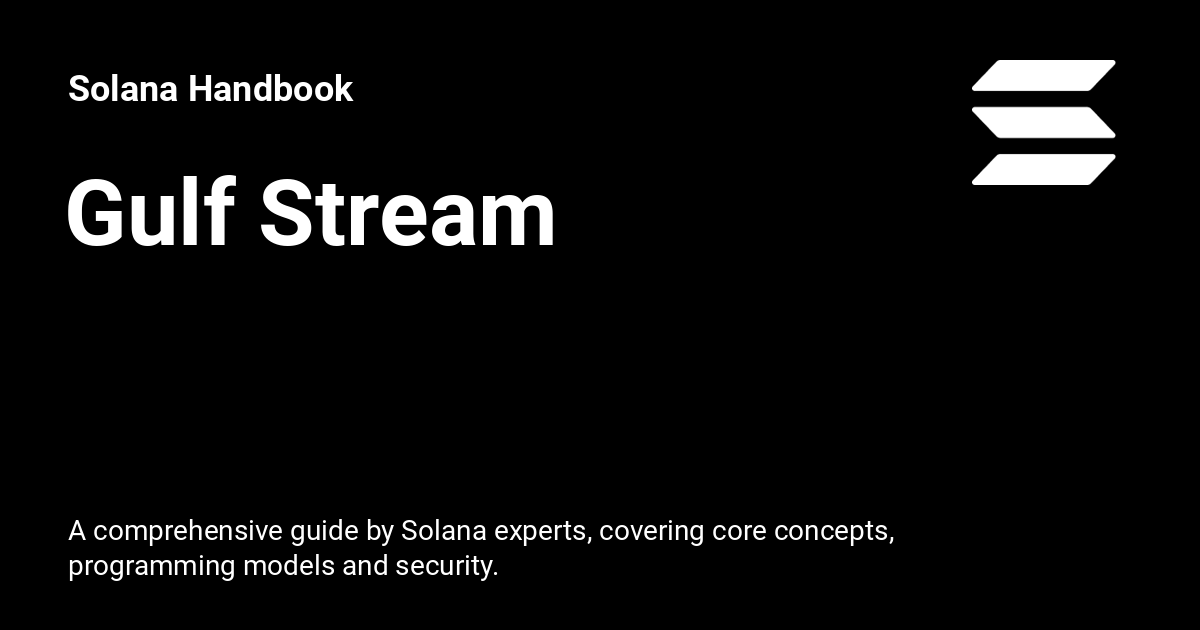 Solana Handbook
Gulf Stream
A comprehensive guide by Solana experts, covering core concepts,
programming models and security.